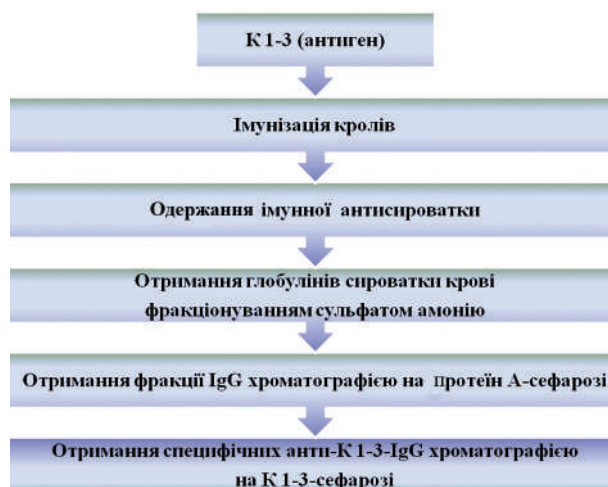 К 1-3 (антиген)
Імунізація кролів
Одержання імунної антисироватки
Отримання глобулінів сироватки крові
фракціонуванням сульфатом амонію
Отримання фракції IgG хроматографією на протеїн А-сефарозі
Отримання специфічних анти-К 1-3-IgG хроматографією
на К 1-3-сефарозі